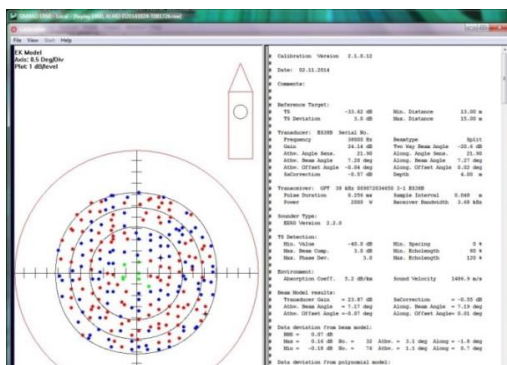 File View Start Help
EK Model
Axis: 0.5 Deg/Div
Plot: 1 dB/level
# Calibration Version 2.1.0.12
#
# Date: 02.11.2014
#
# Comments:
#
# Reference Target:
# TS -33.62 dB Min. Distance 13.00 m
# TS Deviation 3.0 dB Max. Distance 15.00 m
#
# Transducer: ES38B Serial No.
# Frequency 38000 Hz Beamtype Split
# Gain 24.14 dB Two Way Beam Angle -20.6 dB
# Athw. Angle Sens. 21.90 Along. Angle Sens. 21.90
# Athw. Beam Angle 7.20 deg Along. Beam Angle 7.27 deg
# Athw. Offset Angle -0.04 deg Along. Offset Angle 0.02 deg
# SaCorrection -0.57 dB Depth 6.00 m
#
# Transceiver: GPT 38 kHz 009072034650 2-1 ES38B
# Pulse Duration 0.256 ms Sample Interval 0.048 m
# Power 2000 W Receiver Bandwidth 3.68 kHz
#
# Sounder Type:
# ER60 Version 2.2.0
#
# TS Detection:
# Min. Value -40.0 dB Min. Spacing 0 %
# Max. Beam Comp. 3.0 dB Min. Echolength 80 %
# Max. Phase Dev. 3.0 Max. Echolength 120 %
#
# Environment:
# Absorption Coeff. 5.2 dB/km Sound Velocity 1486.9 m/s
#
# Beam Model results:
# Transducer Gain = 23.87 dB SaCorrection = -0.55 dB
# Athw. Beam Angle = 7.17 deg Along. Beam Angle = 7.19 deg
# Athw. Offset Angle =-0.07 deg Along. Offset Angle= 0.01 deg
#
# Data deviation from beam model:
# RMS = 0.07 dB
# Max = 0.16 dB No. = 32 Athw. = 3.1 deg Along = -1.8 deg
# Min = -0.18 dB No. = 76 Athw. = 1.1 deg Along = 0.7 deg
#
# Data deviation from polynomial model: